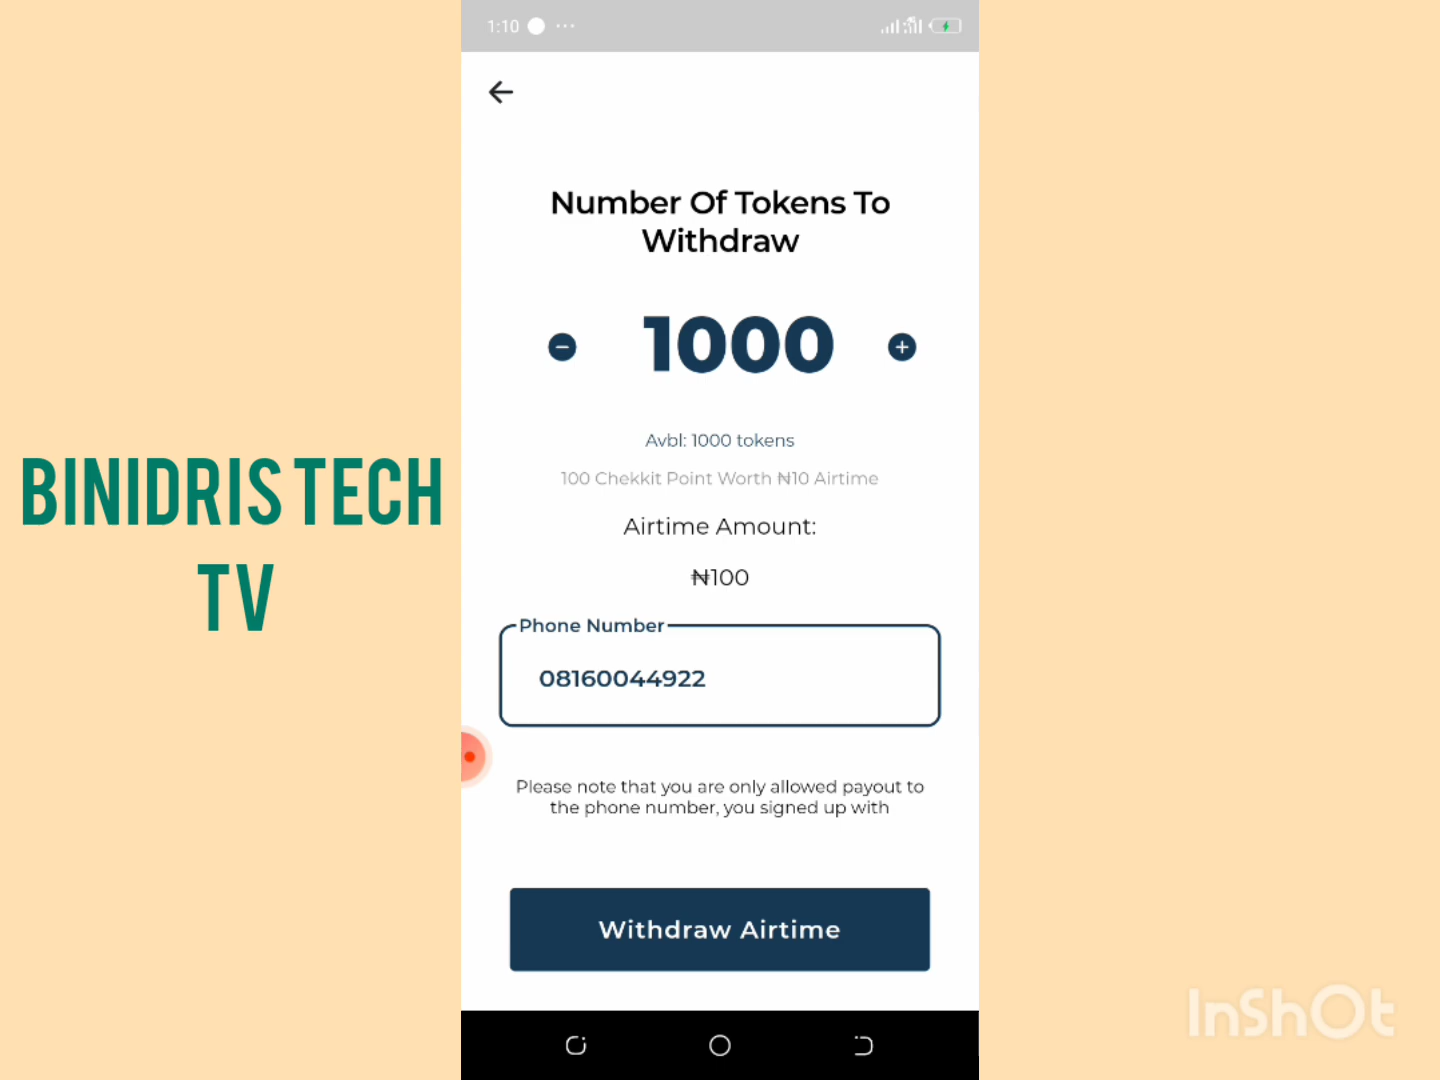 1:10
Number Of Tokens To
Withdraw
1000
Avbl: 1000 tokens
100 Chekkit Point Worth ₦10 Airtime
Airtime Amount:
₦100
Phone Number
08160044922
Please note that you are only allowed payout to
the phone number, you signed up with
Withdraw Airtime
BINIDRIS TECH
TV
InShOt